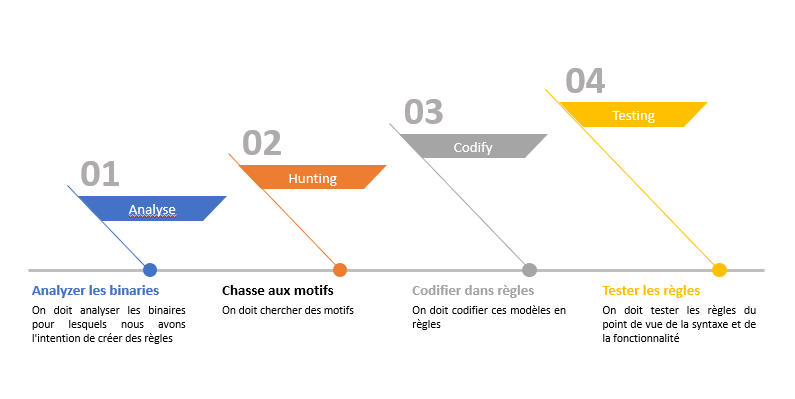 01
Analyse
02
Hunting
03
Codify
04
Testing
Analyzer les binaries
On doit analyser les binaires
pour lesquels nous avons
l'intention de créer des règles
Chasse aux motifs
On doit chercher des motifs
Codifier dans règles
On doit codifier ces modèles en
règles
Tester les règles
On doit tester les règles du
point de vue de la syntaxe et de
la fonctionnalité